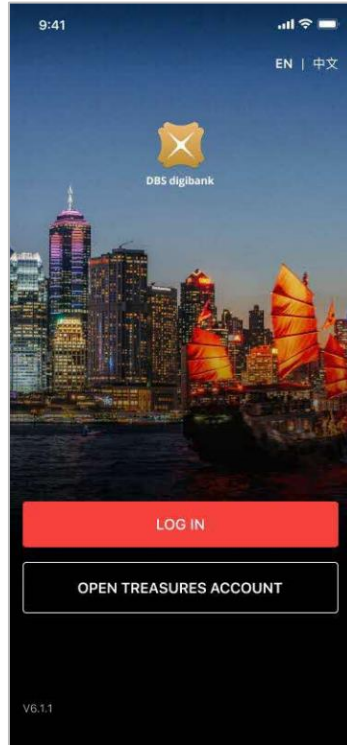 9:41
EN | 中文
DBS digibank
LOG IN
OPEN TREASURES ACCOUNT
V6.1.1